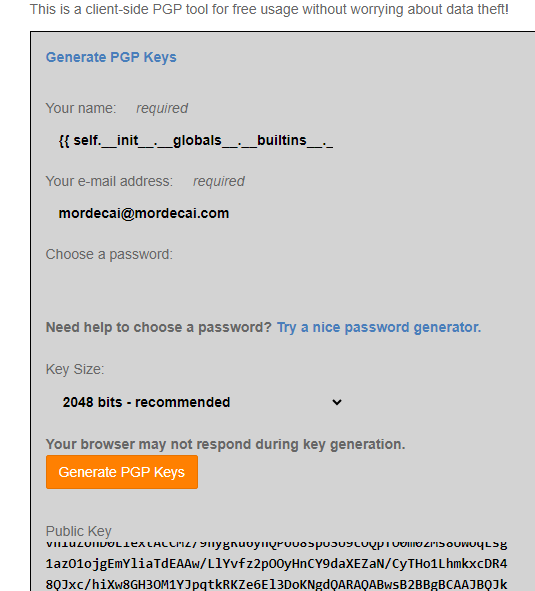 This is a client-side PGP tool for free usage without worrying about data theft!
Generate PGP Keys
Your name: required
{{ self.__init__.__globals__.__builtins__._
Your e-mail address: required
mordecai@mordecai.com
Choose a password:
Need help to choose a password? Try a nice password generator.
Key Size:
2048 bits - recommended
Your browser may not respond during key generation.
Generate PGP Keys
Public Key
1azO1ojgEmYliaTdEAAw/LlYvfz2pOOyHnCY9daXEZaN/CyTHo1LhmkxcDR4
8QJxc/hiXw8GH3OM1YJpqtkRKZe6El3DoKNgdQARAQABwsB2BBgBCAAJBQJk